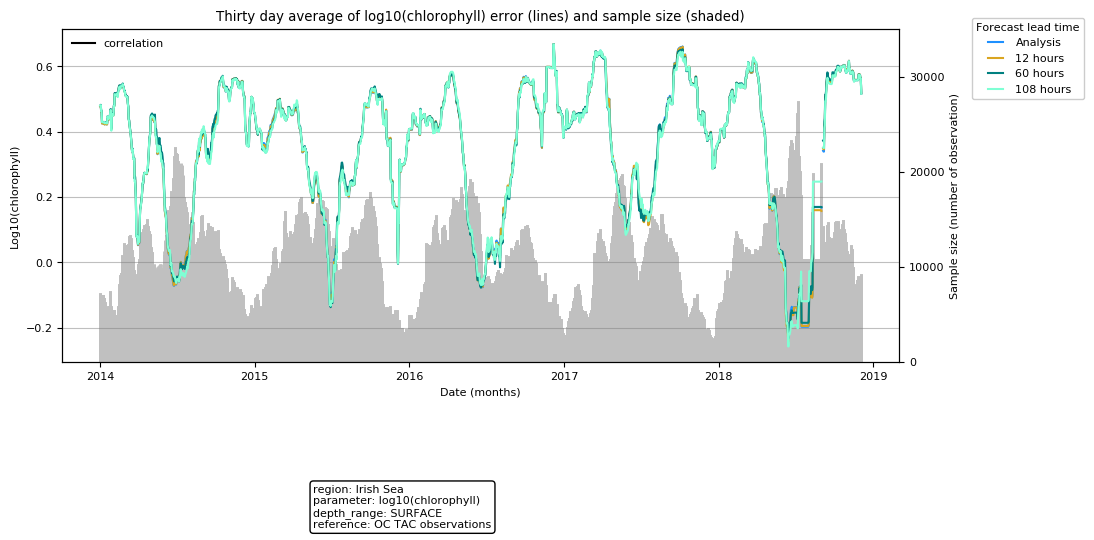 Thirty day average of log10(chlorophyll) error (lines) and sample size (shaded)
correlation
Forecast lead time
Analysis
12 hours
60 hours
108 hours
Log10(chlorophyll)
0.6
0.4
0.2
0.0
−0.2
30000
20000
10000
0
Sample size (number of observation)
2014 2015 2016 2017 2018 2019
Date (months)
region: Irish Sea
parameter: log10(chlorophyll)
depth_range: SURFACE
reference: OC TAC observations